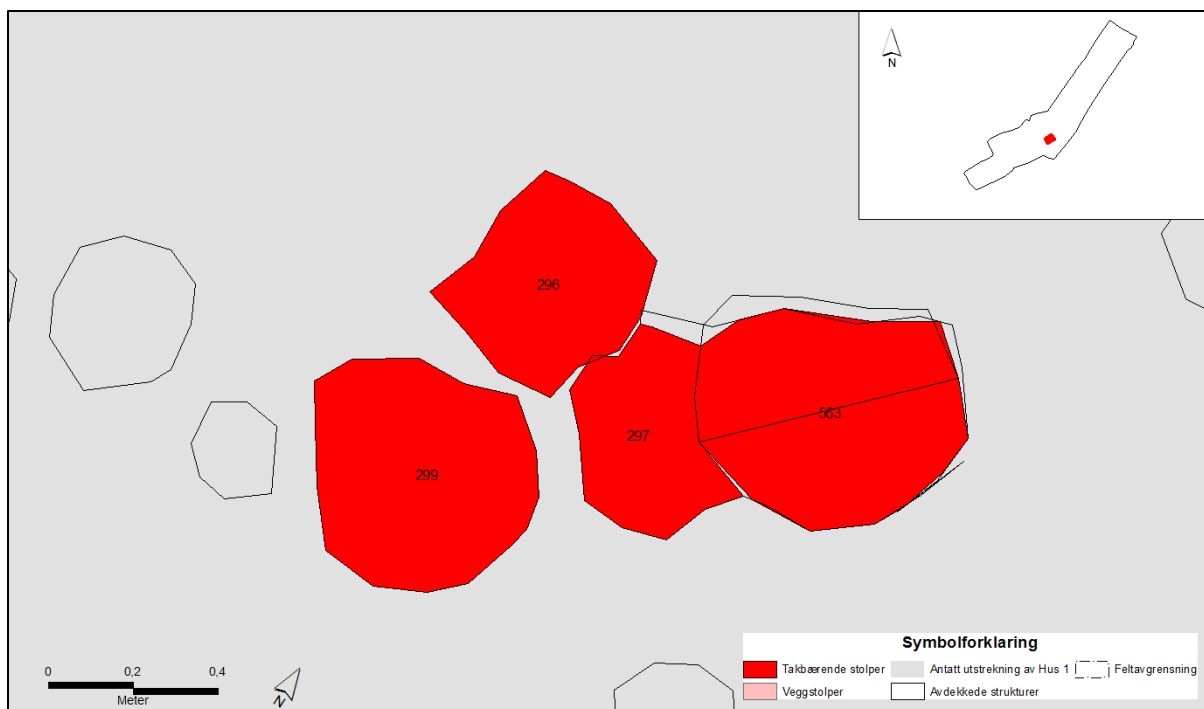 N
296
563
297
299
Symbolforklaring
0 0,2 0,4
Takbærende stolper Antatt utstrekning av Hus 1 Feltavgrensning
N
Meter
Veggstolper Avdekkede strukturer